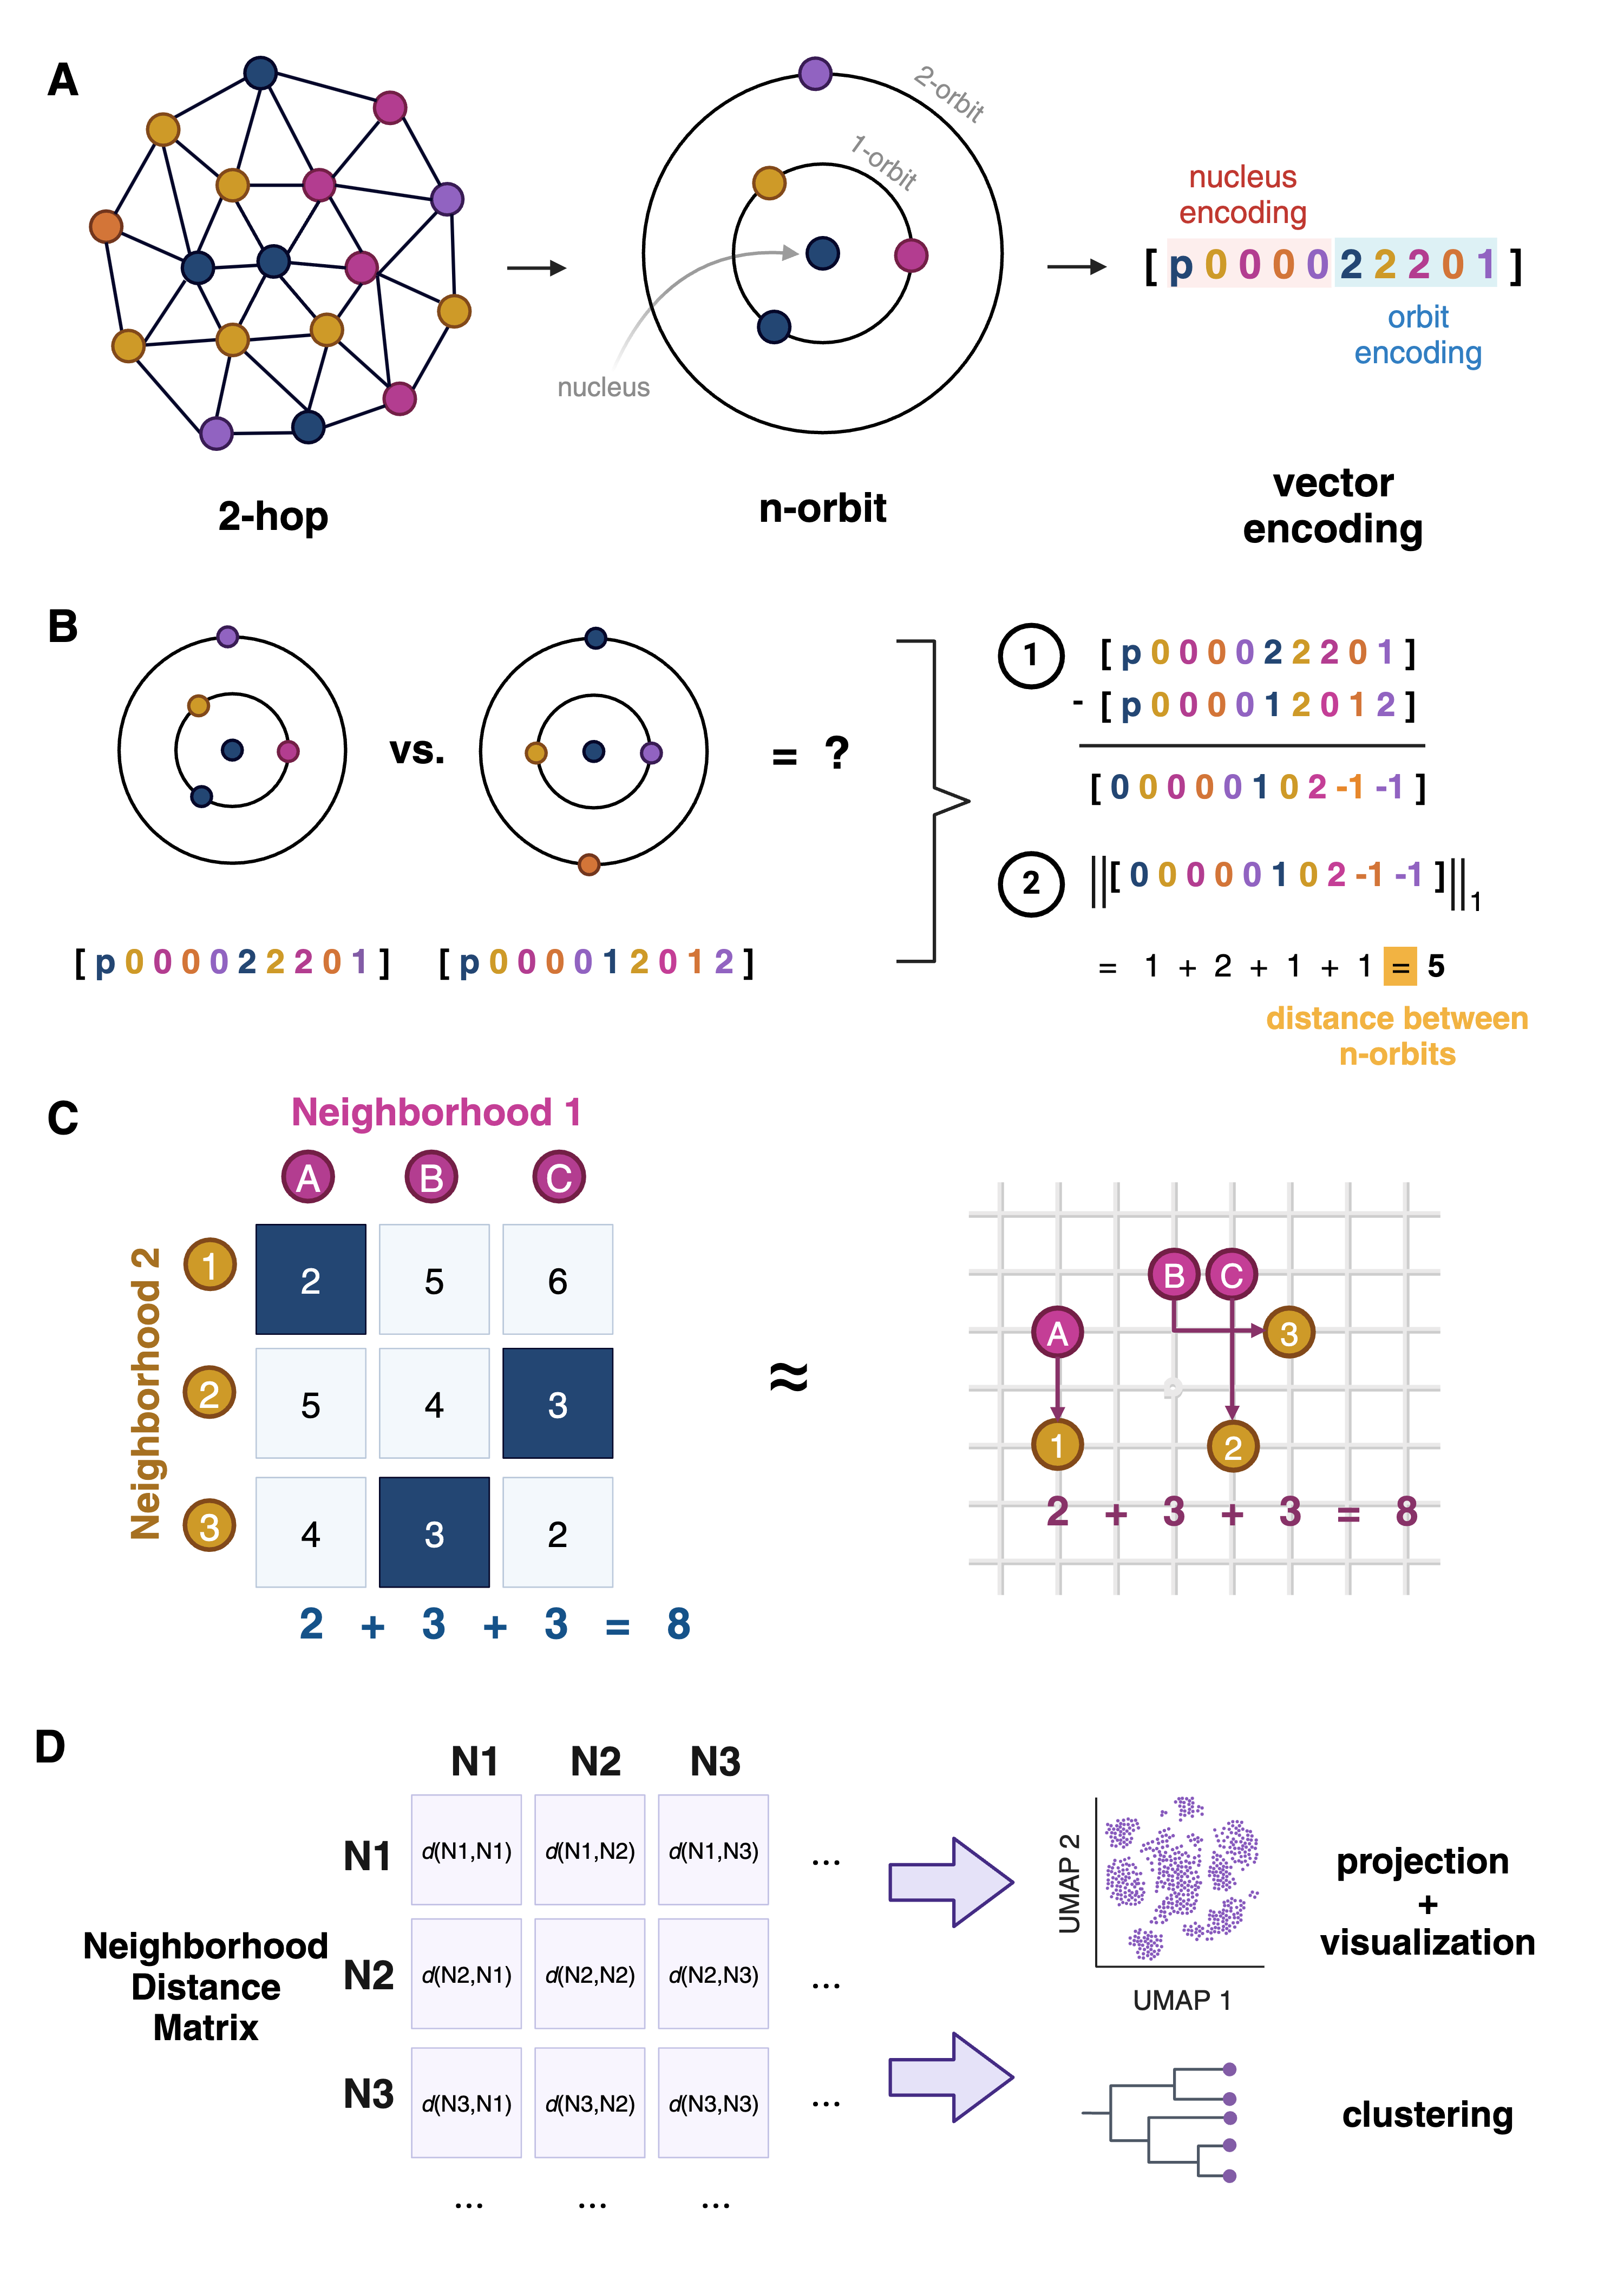 A
2-orbit
1-orbit
nucleus
encoding
[ p 0 0 0 0 2 2 2 0 1 ]
orbit
encoding
nucleus
2-hop
n-orbit
vector
encoding
B
vs.
= ?
[ p 0 0 0 0 2 2 2 0 1 ]
[ p 0 0 0 0 1 2 0 1 2 ]
1
[ p 0 0 0 0 2 2 2 0 1 ]
- [ p 0 0 0 0 1 2 0 1 2 ]
[ 0 0 0 0 0 1 0 2 -1 -1 ]
2
||[ 0 0 0 0 0 1 0 2 -1 -1 ]||1
= 1 + 2 + 1 + 1 = 5
distance between
n-orbits
C
Neighborhood 1
A B C
Neighborhood 2
1 2 5 6
2 5 4 3
3 4 3 2
2 + 3 + 3 = 8
≈
B C
A 3
1 2
2 + 3 + 3 = 8
D
Neighborhood
Distance
Matrix
N1 N2 N3
N1 d(N1,N1) d(N1,N2) d(N1,N3) ...
N2 d(N2,N1) d(N2,N2) d(N2,N3) ...
N3 d(N3,N1) d(N3,N2) d(N3,N3) ...
... ... ...
UMAP 2
UMAP 1
projection
+
visualization
clustering